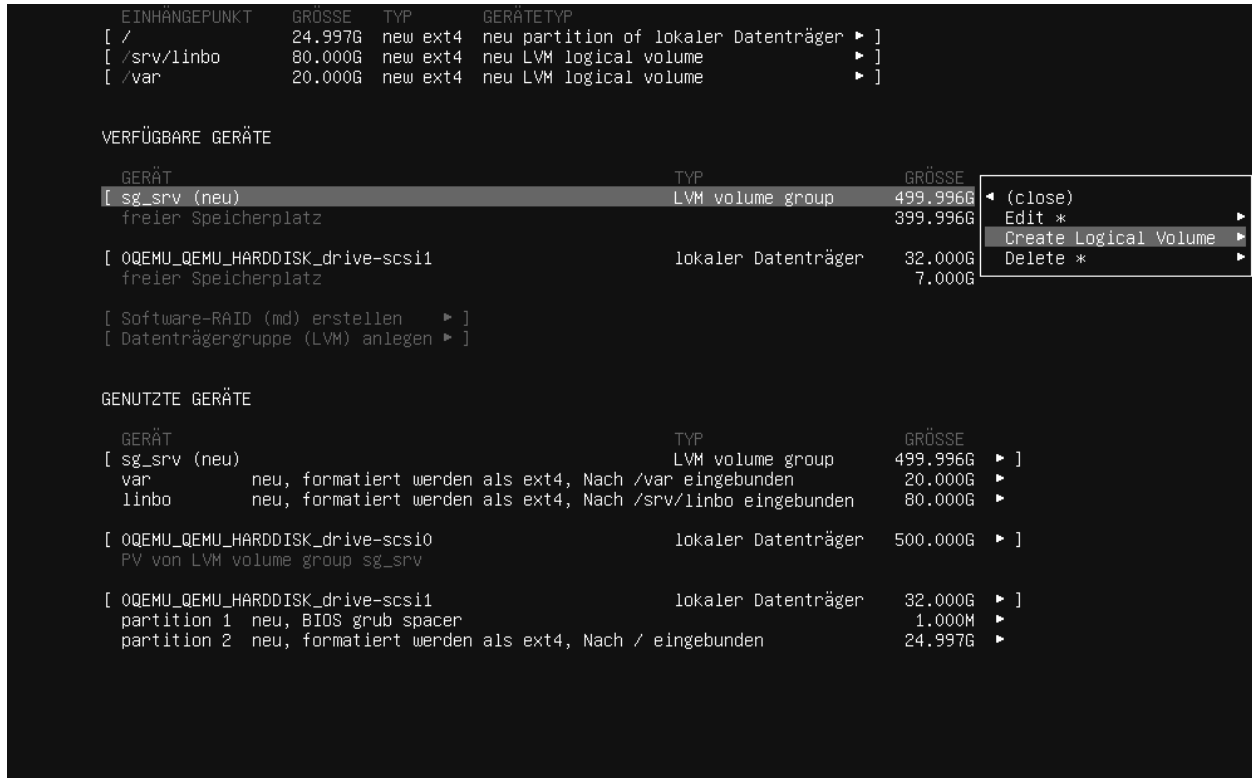 EINHÄNGEPUNKT GRÖSSE TYP GERÄTETYP
[ / 24.997G new ext4 neu partition of lokaler Datenträger ▸ ]
[ /srv/linbo 80.000G new ext4 neu LVM logical volume ▸ ]
[ /var 20.000G new ext4 neu LVM logical volume ▸ ]
VERFÜGBARE GERÄTE
GERÄT TYP GRÖSSE
[ sg_srv (neu) LVM volume group 499.996G ◂ (close)
freier Speicherplatz 399.996G Edit * ▸
Create Logical Volume ▸
[ 0QEMU_QEMU_HARDDISK_drive-scsi1 lokaler Datenträger 32.000G Delete * ▸
freier Speicherplatz 7.000G
[ Software-RAID (md) erstellen ▸ ]
[ Datenträgergruppe (LVM) anlegen ▸ ]
GENUTZTE GERÄTE
GERÄT TYP GRÖSSE
[ sg_srv (neu) LVM volume group 499.996G ▸ ]
var neu, formatiert werden als ext4, Nach /var eingebunden 20.000G ▸
linbo neu, formatiert werden als ext4, Nach /srv/linbo eingebunden 80.000G ▸
[ 0QEMU_QEMU_HARDDISK_drive-scsi0 lokaler Datenträger 500.000G ▸ ]
PV von LVM volume group sg_srv
[ 0QEMU_QEMU_HARDDISK_drive-scsi1 lokaler Datenträger 32.000G ▸ ]
partition 1 neu, BIOS grub spacer 1.000M ▸
partition 2 neu, formatiert werden als ext4, Nach / eingebunden 24.997G ▸